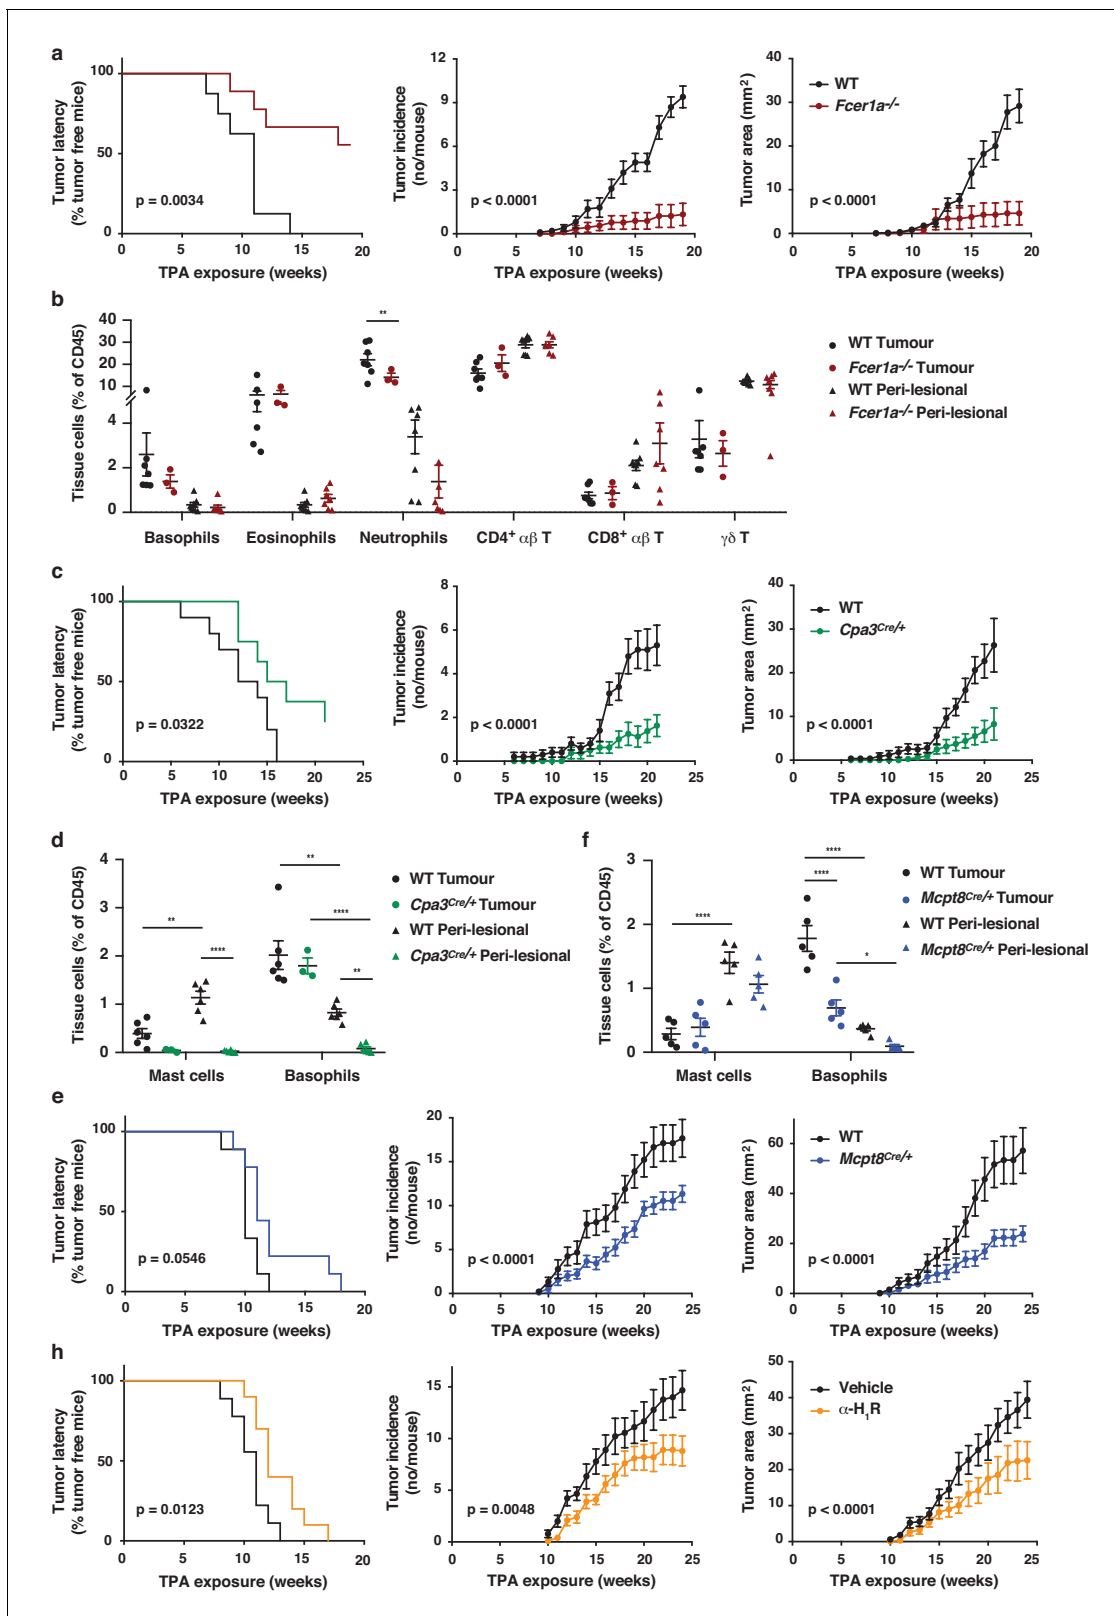 a
Tumor latency
(% tumor free mice)
100
50
0
p = 0.0034
0 5 10 15 20
TPA exposure (weeks)
Tumor incidence
(no/mouse)
12
9
6
3
0
p < 0.0001
0 5 10 15 20
TPA exposure (weeks)
Tumor area (mm²)
40
30
20
10
0
WT
Fcer1a-/-
p < 0.0001
0 5 10 15 20
TPA exposure (weeks)
b
Tissue cells (% of CD45)
40
30
20
10
4
2
0
**
WT Tumour
Fcer1a-/- Tumour
WT Peri-lesional
Fcer1a-/- Peri-lesional
Basophils Eosinophils Neutrophils CD4⁺ αβ T CD8⁺ αβ T γδ T
c
Tumor latency
(% tumor free mice)
100
50
0
p = 0.0322
0 5 10 15 20 25
TPA exposure (weeks)
Tumor incidence
(no/mouse)
8
6
4
2
0
p < 0.0001
0 5 10 15 20 25
TPA exposure (weeks)
Tumor area (mm²)
40
20
10
0
WT
Cpa3Cre/+
p < 0.0001
0 5 10 15 20 25
TPA exposure (weeks)
d
Tissue cells (% of CD45)
4
3
2
1
0
**
**
****
****
**
WT Tumour
Cpa3Cre/+ Tumour
WT Peri-lesional
Cpa3Cre/+ Peri-lesional
Mast cells Basophils
f
Tissue cells (% of CD45)
3
2
1
0
****
****
****
*
WT Tumour
Mcpt8Cre/+ Tumour
WT Peri-lesional
Mcpt8Cre/+ Peri-lesional
Mast cells Basophils
e
Tumor latency
(% tumor free mice)
100
50
0
p = 0.0546
0 5 10 15 20
TPA exposure (weeks)
Tumor incidence
(no/mouse)
20
15
10
5
0
p < 0.0001
0 5 10 15 20 25
TPA exposure (weeks)
Tumor area (mm²)
60
40
20
0
WT
Mcpt8Cre/+
p < 0.0001
0 5 10 15 20 25
TPA exposure (weeks)
h
Tumor latency
(% tumor free mice)
100
50
0
p = 0.0123
0 5 10 15 20
TPA exposure (weeks)
Tumor incidence
(no/mouse)
15
10
5
0
p = 0.0048
0 5 10 15 20 25
TPA exposure (weeks)
Tumor area (mm²)
50
40
30
20
10
0
Vehicle
α-H₁R
p < 0.0001
0 5 10 15 20 25
TPA exposure (weeks)